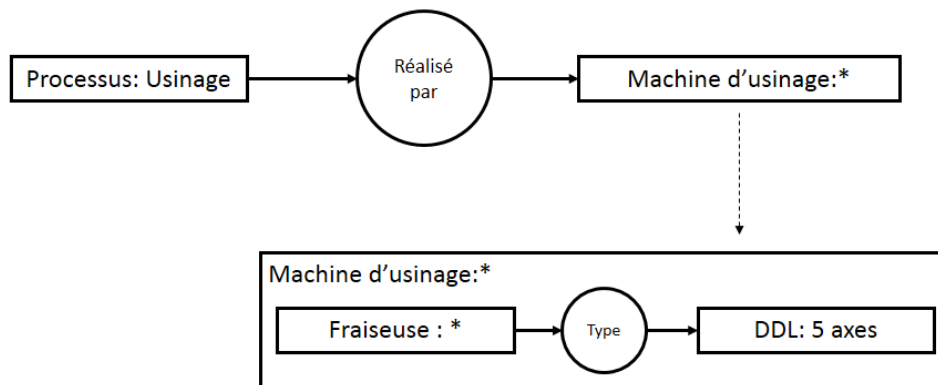 Processus: Usinage
Réalisé
par
Machine d’usinage:*
Machine d’usinage:*
Fraiseuse : *
Type
DDL: 5 axes